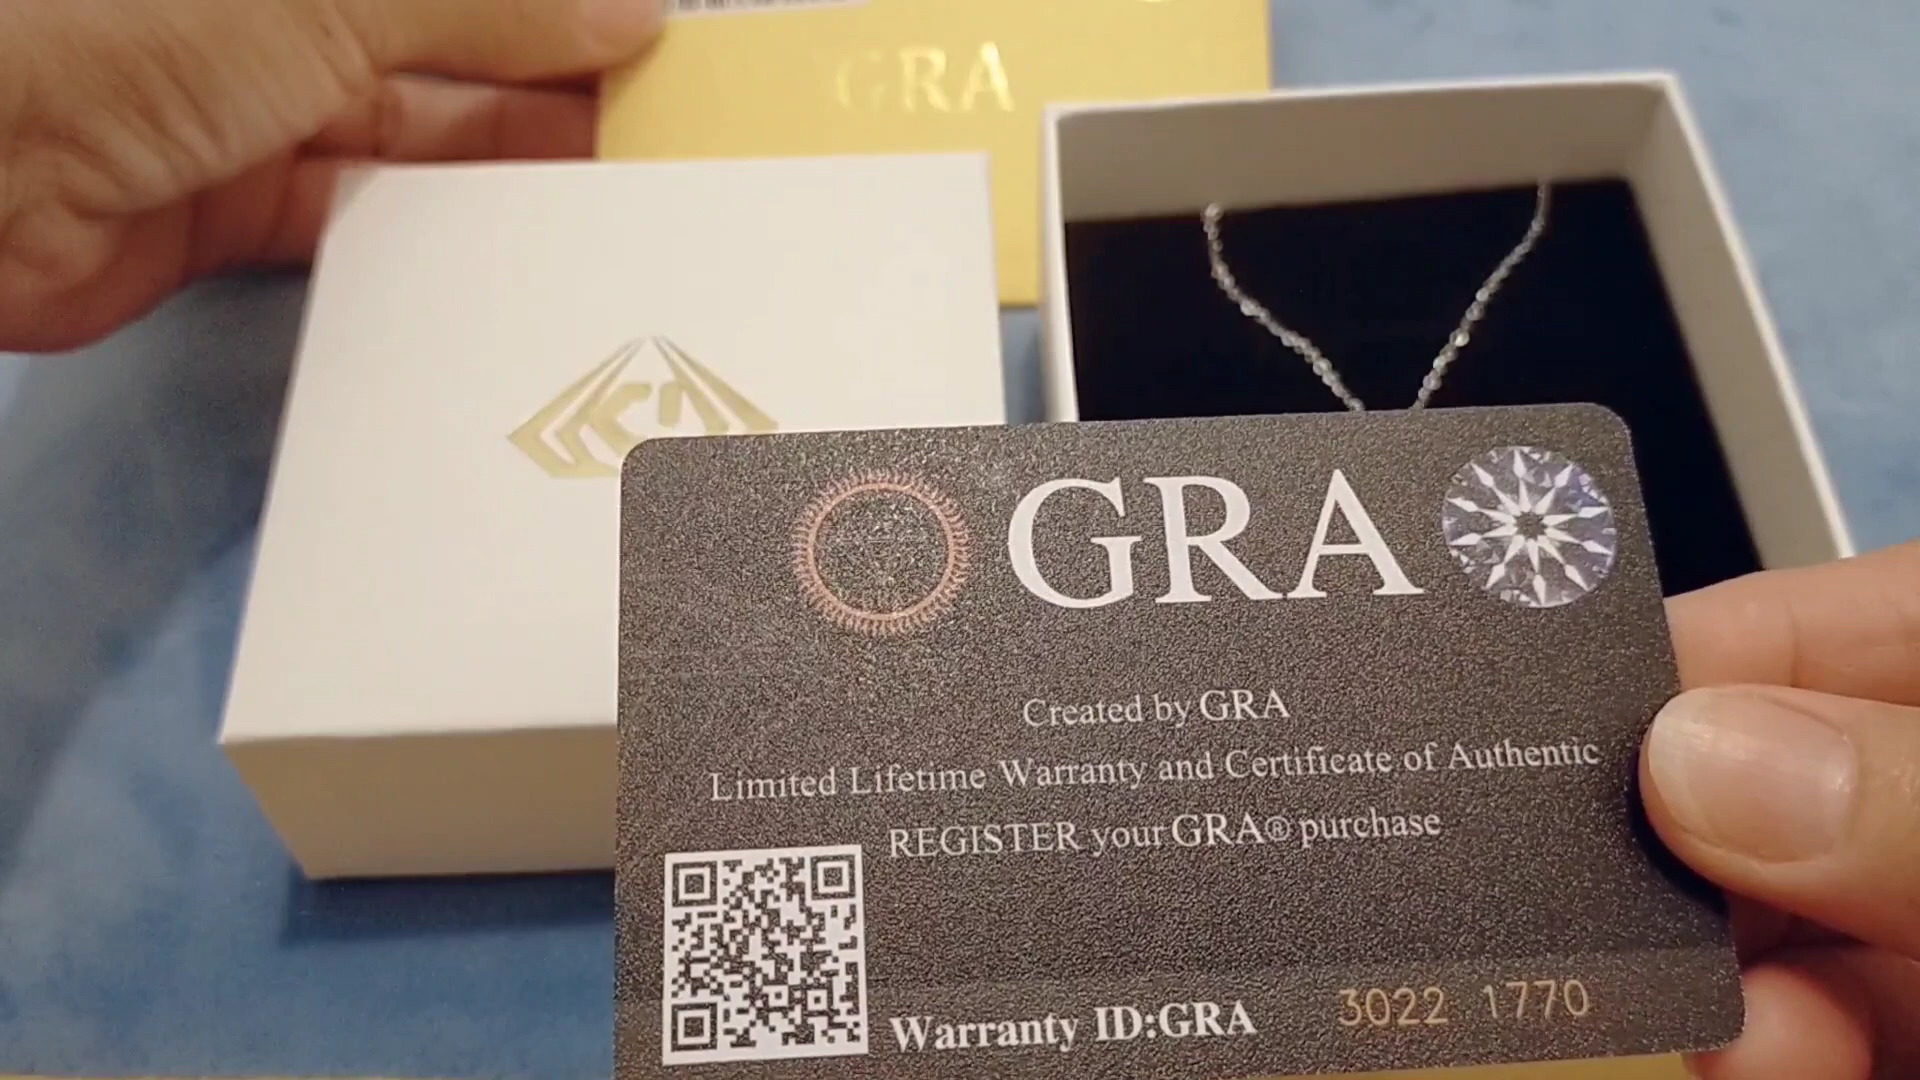 GRA
GRA
Created by GRA
Limited Lifetime Warranty and Certificate of Authentic
REGISTER your GRA® purchase
Warranty ID:GRA 3022 1770